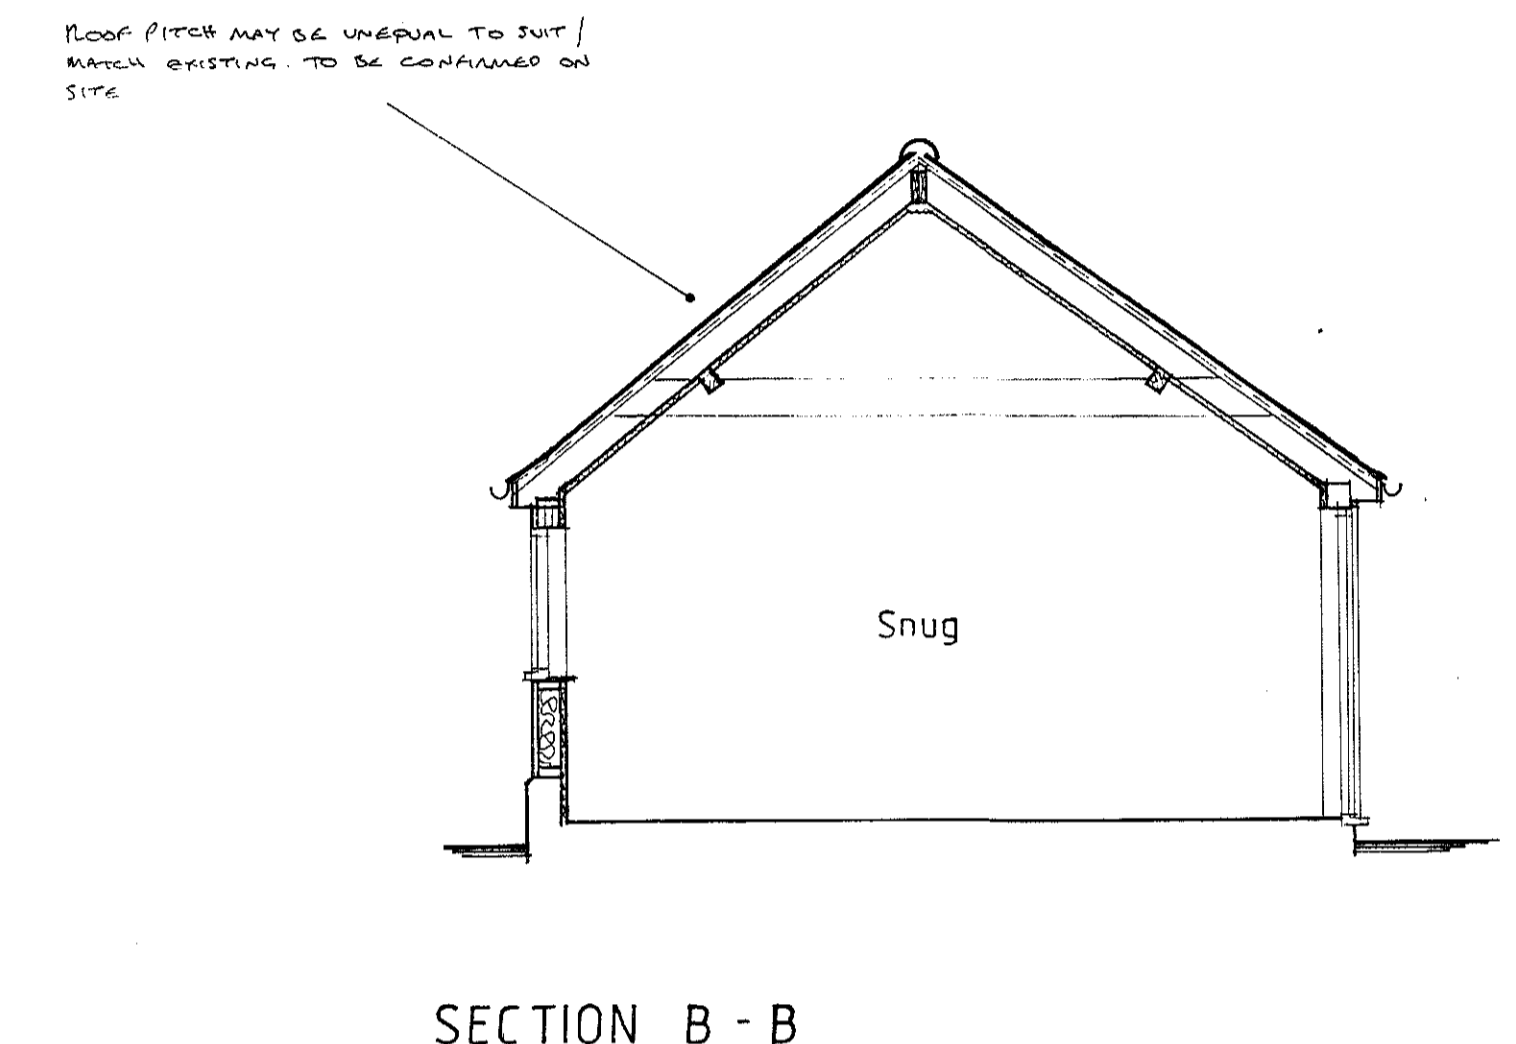 ROOF PITCH MAY BE UNEQUAL TO SUIT /
MATCH EXISTING. TO BE CONFIRMED ON
SITE
Snug
SECTION B - B